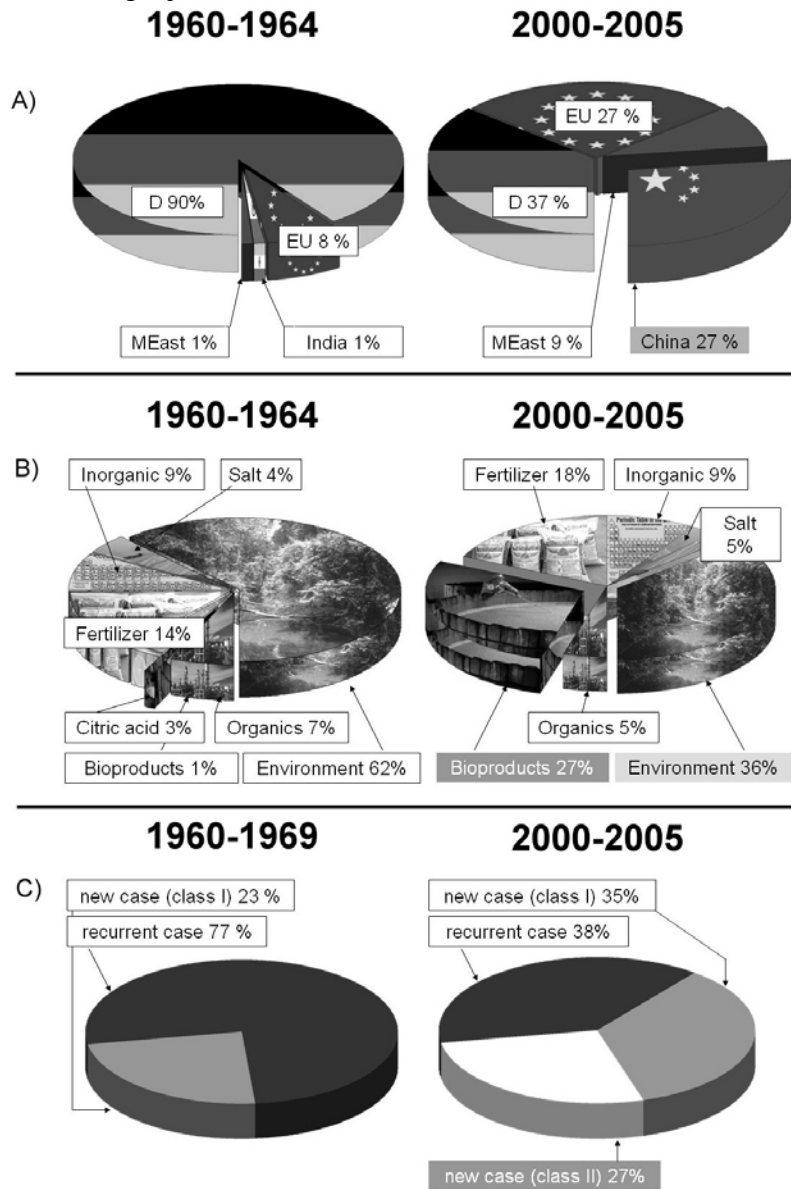 1960-1964 2000-2005
A)
EU 27 %
D 90% D 37 %
EU 8 %
MEast 1% India 1% MEast 9 % China 27 %
1960-1964 2000-2005
B)
Inorganic 9% Salt 4% Fertilizer 18% Inorganic 9%
Salt
5%
Fertilizer 14%
Citric acid 3% Organics 7% Organics 5%
Bioproducts 1% Environment 62% Bioproducts 27% Environment 36%
1960-1969 2000-2005
C)
new case (class I) 23 % new case (class I) 35%
recurrent case 77 % recurrent case 38%
new case (class II) 27%